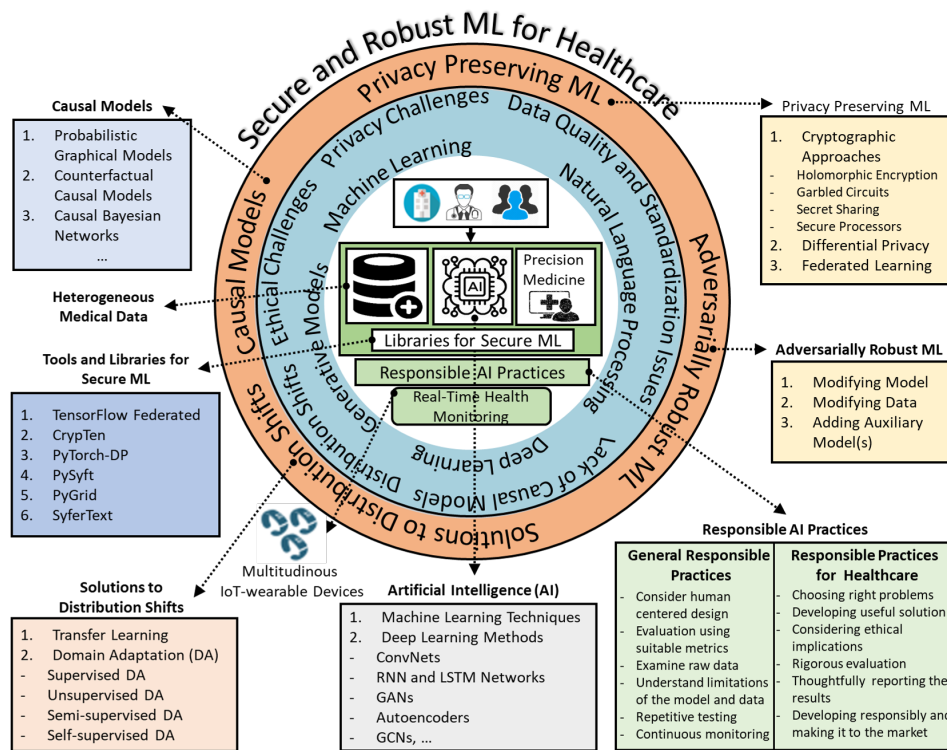 Secure and Robust ML for Healthcare
Privacy Preserving ML
Adversarially Robust ML
Solutions to Distribution Shifts
Causal Models
Privacy Challenges
Data Quality and Standardization Issues
Lack of Causal Models
Distribution Shifts
Ethical Challenges
Machine Learning
Natural Language Processing
Deep Learning
Generative Models
AI
Precision
Medicine
Libraries for Secure ML
Responsible AI Practices
Real-Time Health
Monitoring
Causal Models
1. Probabilistic
Graphical Models
2. Counterfactual
Causal Models
3. Causal Bayesian
Networks
...
Heterogeneous
Medical Data
Tools and Libraries for
Secure ML
1. TensorFlow Federated
2. CrypTen
3. PyTorch-DP
4. PySyft
5. PyGrid
6. SyferText
Solutions to
Distribution Shifts
1. Transfer Learning
2. Domain Adaptation (DA)
- Supervised DA
- Unsupervised DA
- Semi-supervised DA
- Self-supervised DA
Multitudinous
IoT-wearable Devices
Artificial Intelligence (AI)
1. Machine Learning Techniques
2. Deep Learning Methods
- ConvNets
- RNN and LSTM Networks
- GANs
- Autoencoders
- GCNs, ...
Privacy Preserving ML
1. Cryptographic
Approaches
- Holomorphic Encryption
- Garbled Circuits
- Secret Sharing
- Secure Processors
2. Differential Privacy
3. Federated Learning
Adversarially Robust ML
1. Modifying Model
2. Modifying Data
3. Adding Auxiliary
Model(s)
Responsible AI Practices
General Responsible
Practices
- Consider human
centered design
- Evaluation using
suitable metrics
- Examine raw data
- Understand limitations
of the model and data
- Repetitive testing
- Continuous monitoring
Responsible Practices
for Healthcare
- Choosing right problems
- Developing useful solution
- Considering ethical
implications
- Rigorous evaluation
- Thoughtfully reporting the
results
- Developing responsibly and
making it to the market